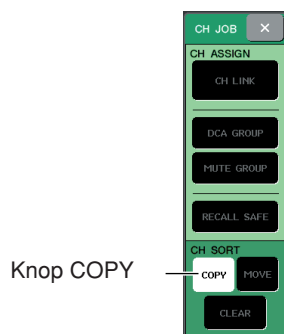 CH JOB ×
CH ASSIGN
CH LINK
DCA GROUP
MUTE GROUP
RECALL SAFE
CH SORT
Knop COPY
COPY MOVE
CLEAR